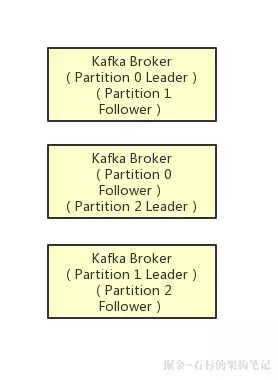 Kafka Broker
( Partition 0 Leader )
( Partition 1
Follower )
Kafka Broker
( Partition 0
Follower )
( Partition 2 Leader )
Kafka Broker
( Partition 1 Leader )
( Partition 2
Follower )
掘金-石杉的架构笔记